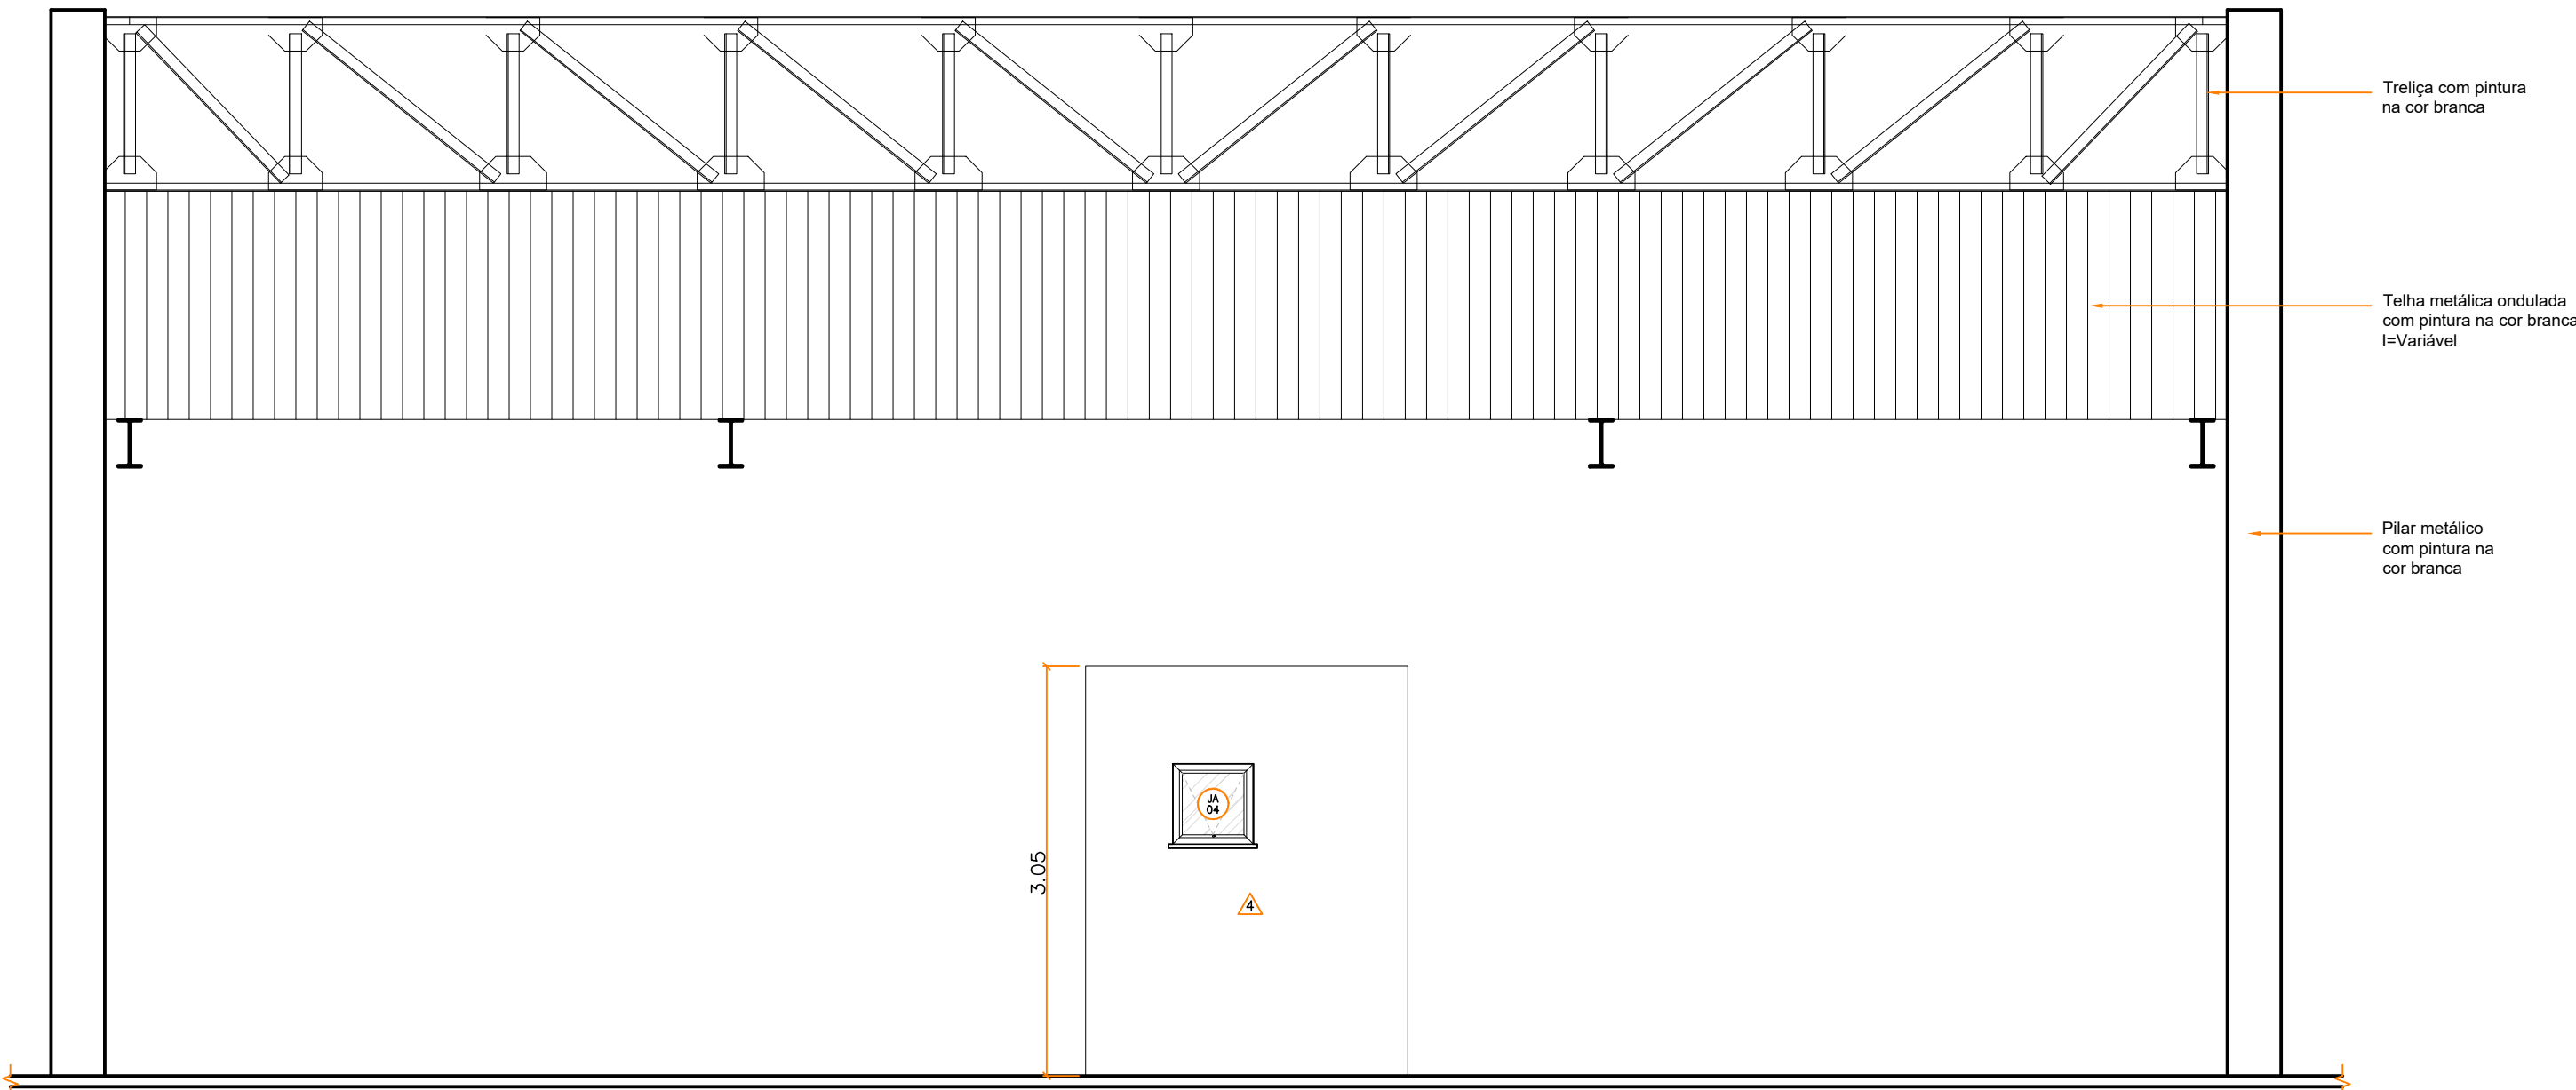 Treliça com pintura
na cor branca
Telha metálica ondulada
com pintura na cor branca
I=Variável
Pilar metálico
com pintura na
cor branca
3.05
JA
04
4